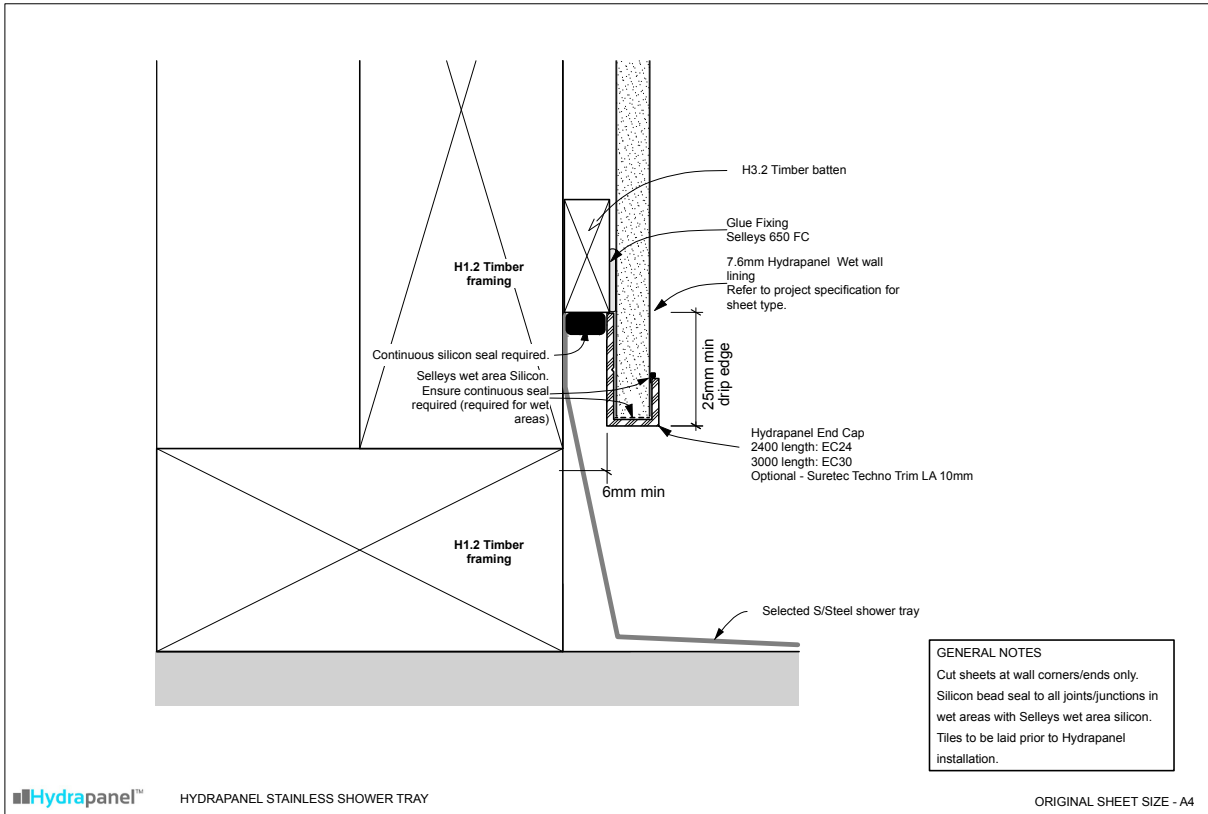 H3.2 Timber batten
Glue Fixing
Selleys 650 FC
7.6mm Hydrapanel Wet wall
lining
Refer to project specification for
sheet type.
H1.2 Timber
framing
Continuous silicon seal required.
Selleys wet area Silicon.
Ensure continuous seal
required (required for wet
areas)
25mm min
drip edge
Hydrapanel End Cap
2400 length: EC24
3000 length: EC30
Optional - Suretec Techno Trim LA 10mm
6mm min
H1.2 Timber
framing
Selected S/Steel shower tray
GENERAL NOTES
Cut sheets at wall corners/ends only.
Silicon bead seal to all joints/junctions in
wet areas with Selleys wet area silicon.
Tiles to be laid prior to Hydrapanel
installation.
Hydrapanel™
HYDRAPANEL STAINLESS SHOWER TRAY
ORIGINAL SHEET SIZE - A4